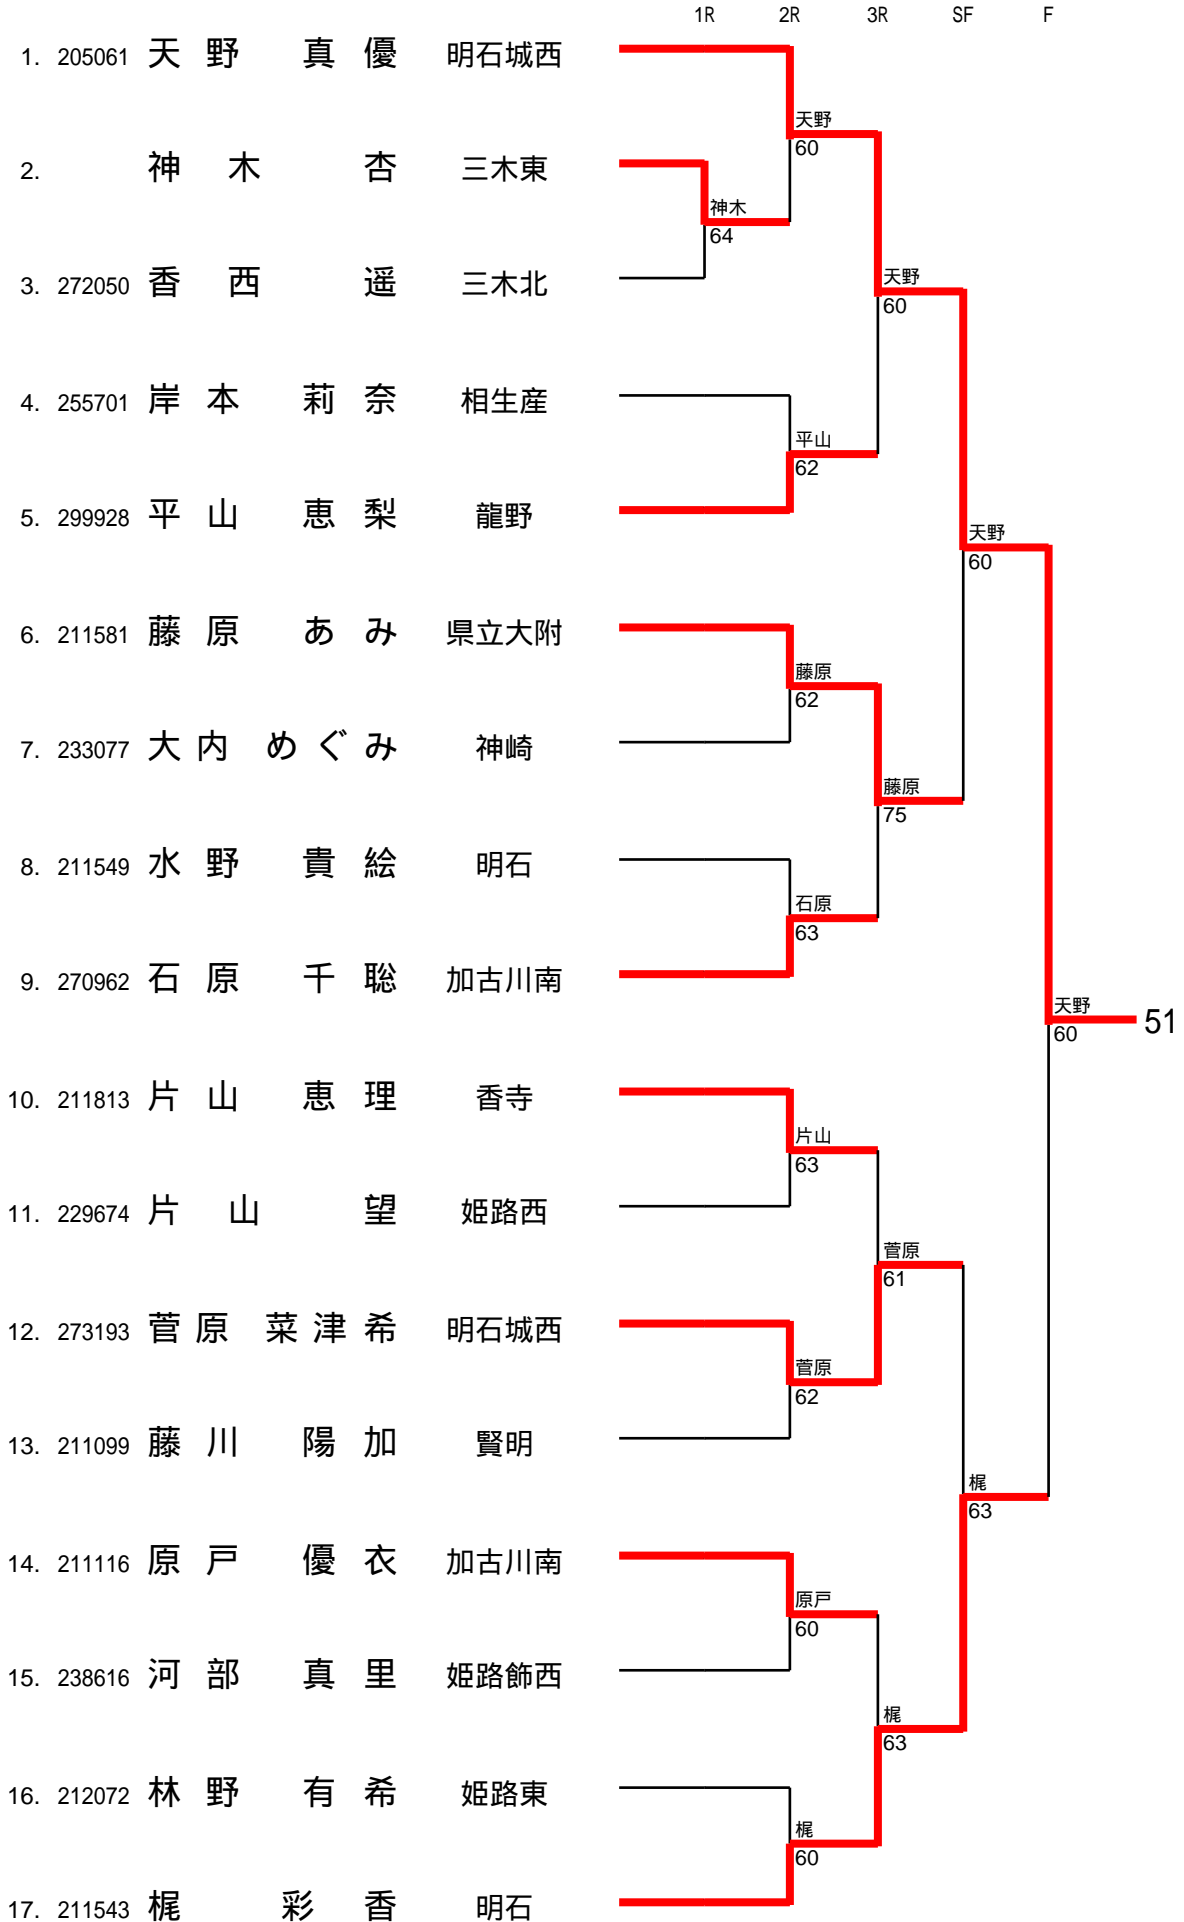 1R 2R 3R SF F
1. 205061 天野 真優 明石城西
天野
60
2. 神木 杏 三木東
神木
64
3. 272050 香西 遥 三木北
天野
60
4. 255701 岸本 莉奈 相生産
平山
62
5. 299928 平山 恵梨 龍野
天野
60
6. 211581 藤原 あみ 県立大附
藤原
62
7. 233077 大内 めぐみ 神崎
藤原
75
8. 211549 水野 貴絵 明石
石原
63
9. 270962 石原 千聡 加古川南
天野
60
51
10. 211813 片山 恵理 香寺
片山
63
11. 229674 片山 望 姫路西
菅原
61
12. 273193 菅原 菜津希 明石城西
菅原
62
13. 211099 藤川 陽加 賢明
梶
63
14. 211116 原戸 優衣 加古川南
原戸
60
15. 238616 河部 真里 姫路飾西
梶
63
16. 212072 林野 有希 姫路東
梶
60
17. 211543 梶 彩香 明石